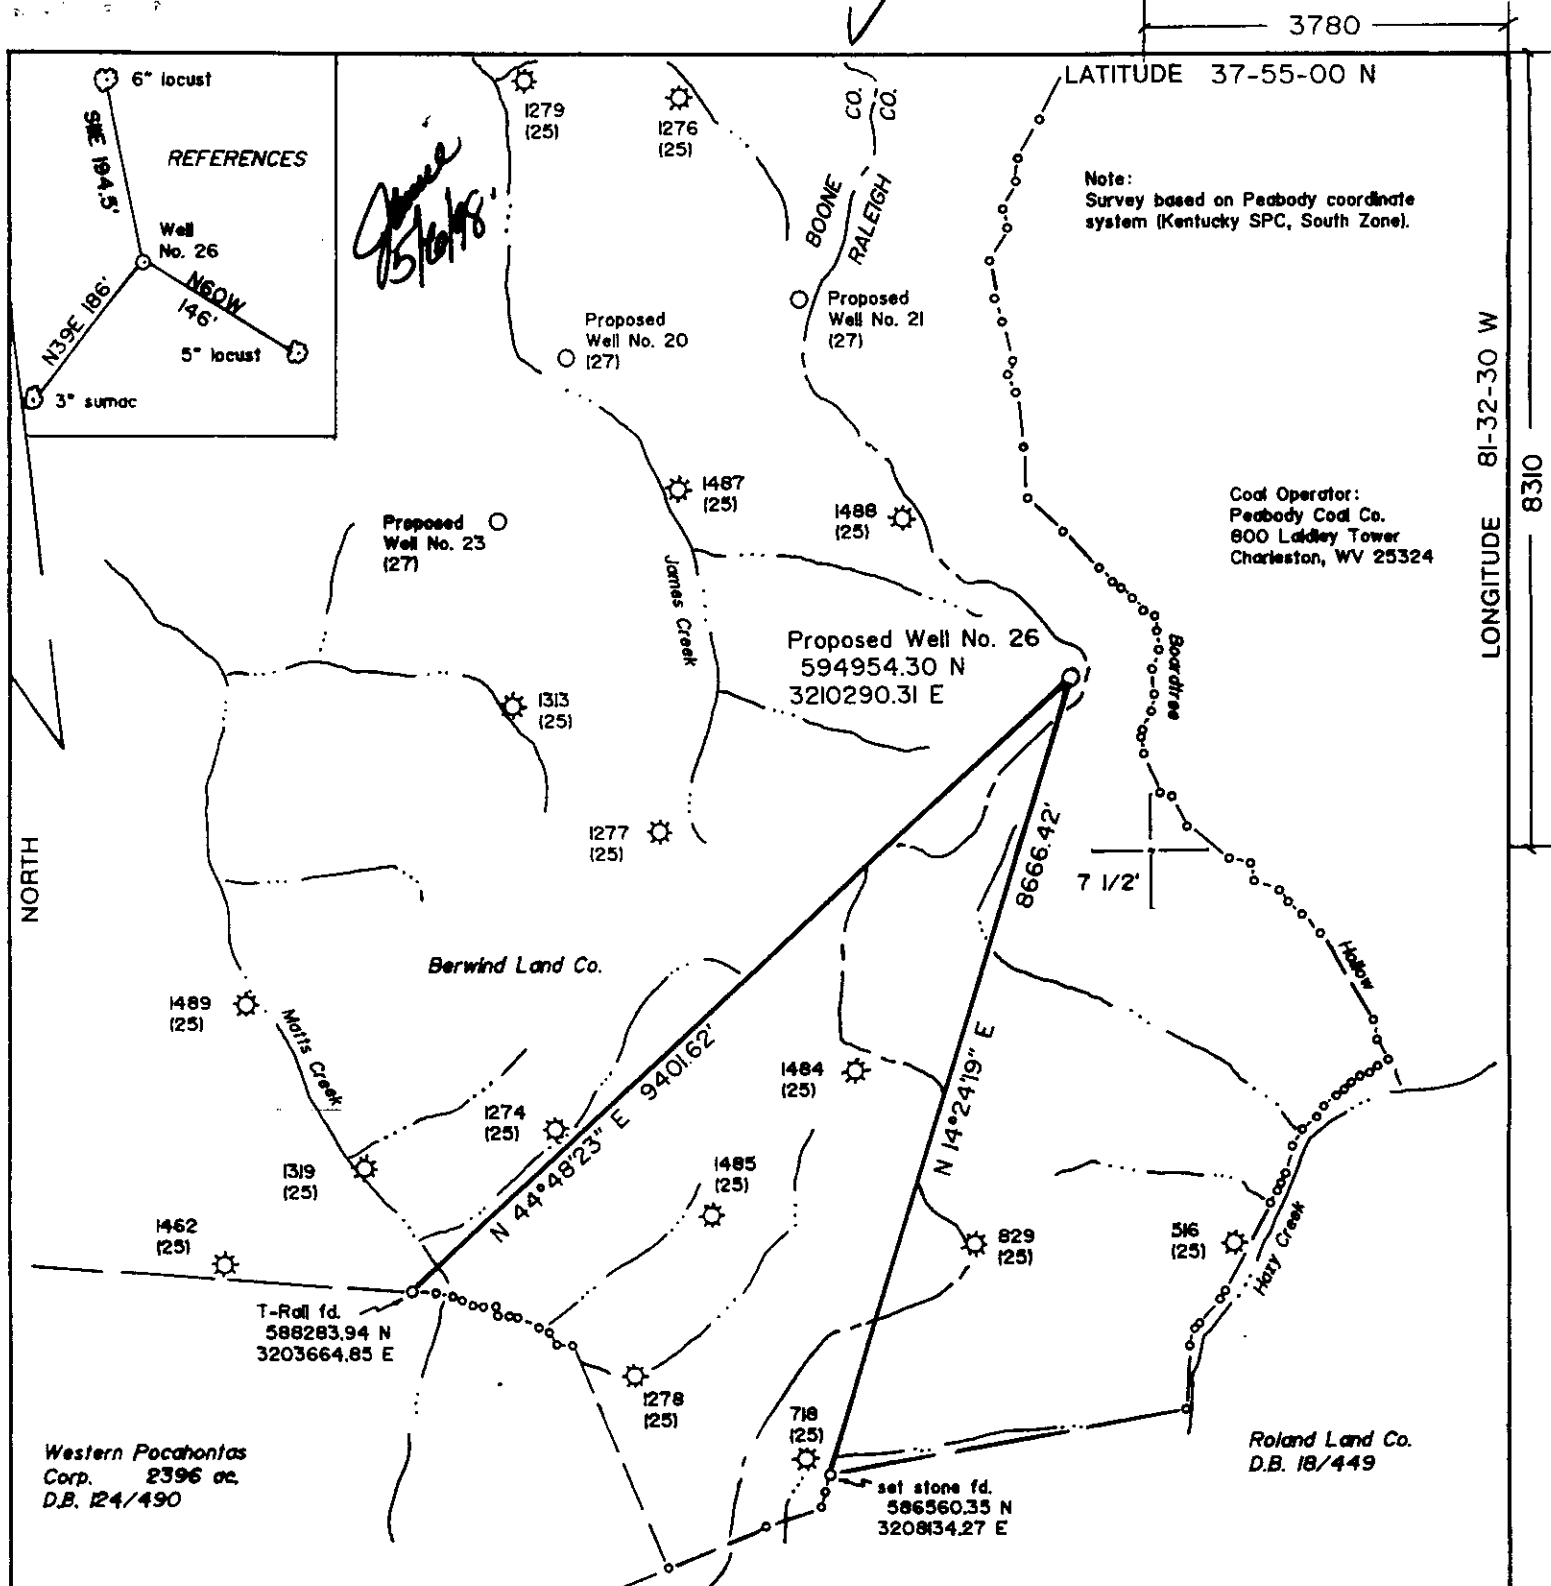 3780
LATITUDE 37-55-00 N
6" locust
S11E 194.5'
REFERENCES
Well
No. 26
N60W
146'
N39E 186'
5" locust
3" sumac
5/6/98
1279
(25)
1276
(25)
CO.
CO.
BOONE
RALEIGH
Note:
Survey based on Peabody coordinate
system (Kentucky SPC, South Zone).
Proposed
Well No. 20
(27)
Proposed
Well No. 21
(27)
LONGITUDE 81-32-30 W
8310
1487
(25)
1488
(25)
Coal Operator:
Peabody Coal Co.
800 Laidley Tower
Charleston, WV 25324
Proposed
Well No. 23
(27)
James Creek
Proposed Well No. 26
594954.30 N
3210290.31 E
Boardtree
1313
(25)
1277
(25)
8666.42'
7 1/2'
NORTH
Hollow
Berwind Land Co.
1489
(25)
Matts Creek
N 44°48'23" E 9401.62'
1484
(25)
N 14°24'19" E
1274
(25)
1319
(25)
1485
(25)
1462
(25)
829
(25)
516
(25)
Hazy Creek
T-Rail fd.
588283.94 N
3203664.85 E
1278
(25)
718
(25)
Western Pocahontas
Corp. 2396 ac.
D.B. 124/490
Roland Land Co.
D.B. 18/449
set stone fd.
586560.35 N
3208134.27 E